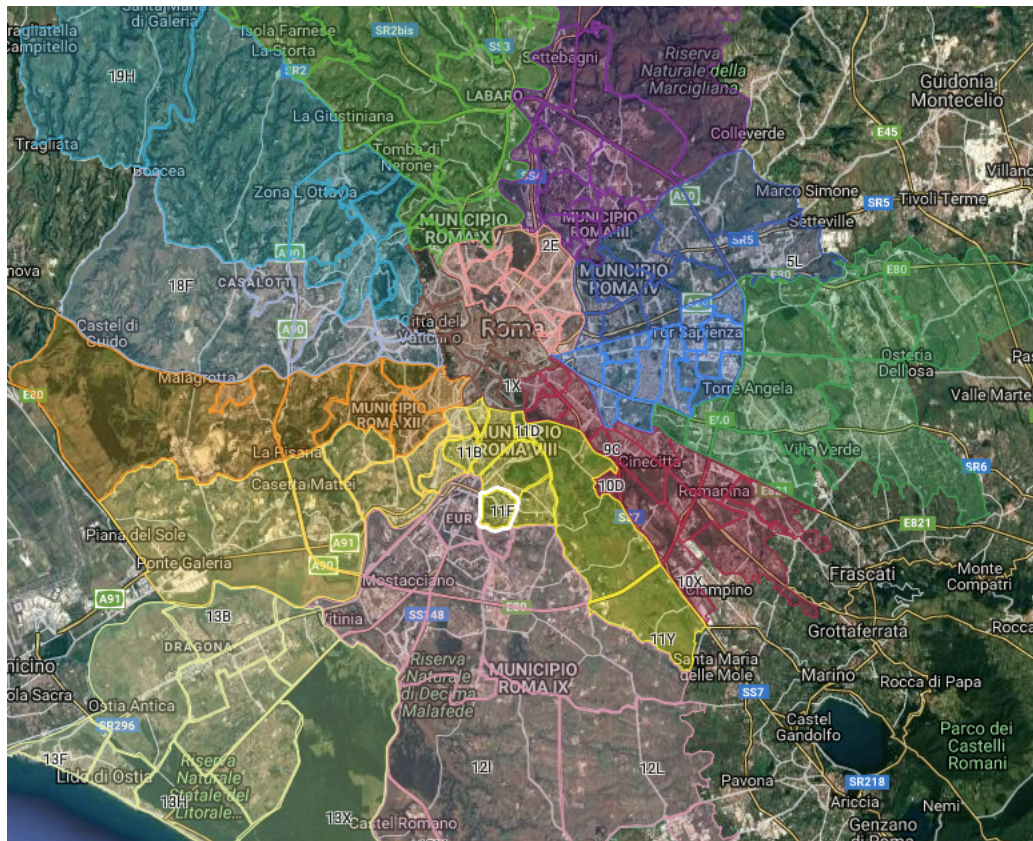 Santa Maria
di Galeria
Tragliatella
Campitello
19H
Isola Farnese
SR2bis
SS3
La Storta
SR2
Settebagni
Riserva
Naturale della
Marcigliana
LABARO
La Giustiniana
Guidonia
Montecelio
Colleverde
E45
Tragliata
Tomba di
Nerone
Boccea
Zona L'Ottavia
SS4
A90
Marco Simone
SR5
Tivoli Terme
Villanova
MUNICIPIO
ROMA X
MUNICIPIO
ROMA III
Setteville
2E
SR5
5L
A90
MUNICIPIO
ROMA IV
E80
E80
18F
CASALOTTI
Città del
Vaticano
A90
Roma
Tor Sapienza
Castel di
Guido
Osteria
Dell'osa
Malagrotta
1X
Torre Angela
Valle Martella
E80
MUNICIPIO
ROMA XII
11D
MUNICIPIO
ROMA VIII
E80
La Pisana
11B
9C
Cinecittà
Villa Verde
SR6
Casetta Mattei
10D
Romanina
E821
11F
EUR
SS7
E821
Piana del Sole
A91
Ponte Galeria
A90
Mostacciano
10X
Ciampino
Frascati
Monte
Compatri
A91
13B
Vitinia
SS148
E80
Grottaferrata
DRAGONA
11Y
Santa Maria
delle Mole
Marino
Riserva
Naturale
di Decima
Malafede
MUNICIPIO
ROMA IX
Rocca di Papa
Ostia Antica
SS7
SR296
Castel
Gandolfo
Parco dei
Castelli
Romani
13F
Lido di Ostia
Riserva
Naturale
Statale del
Litorale...
12I
12L
Pavona
SR218
13H
Ariccia
Nemi
13X
Castel Romano
Genzano
di Roma